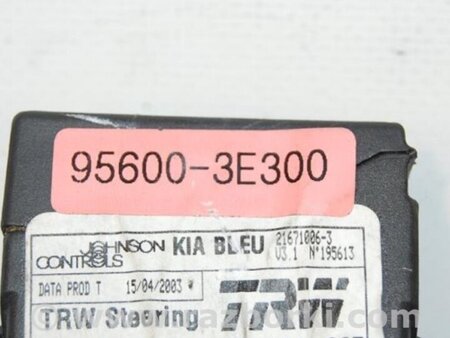 95600-3E300
JOHNSON CONTROLS KIA BLEU 21671006-3
V3.1 N°195613
DATA PROD T 15/04/2003
TRW Steering TRW